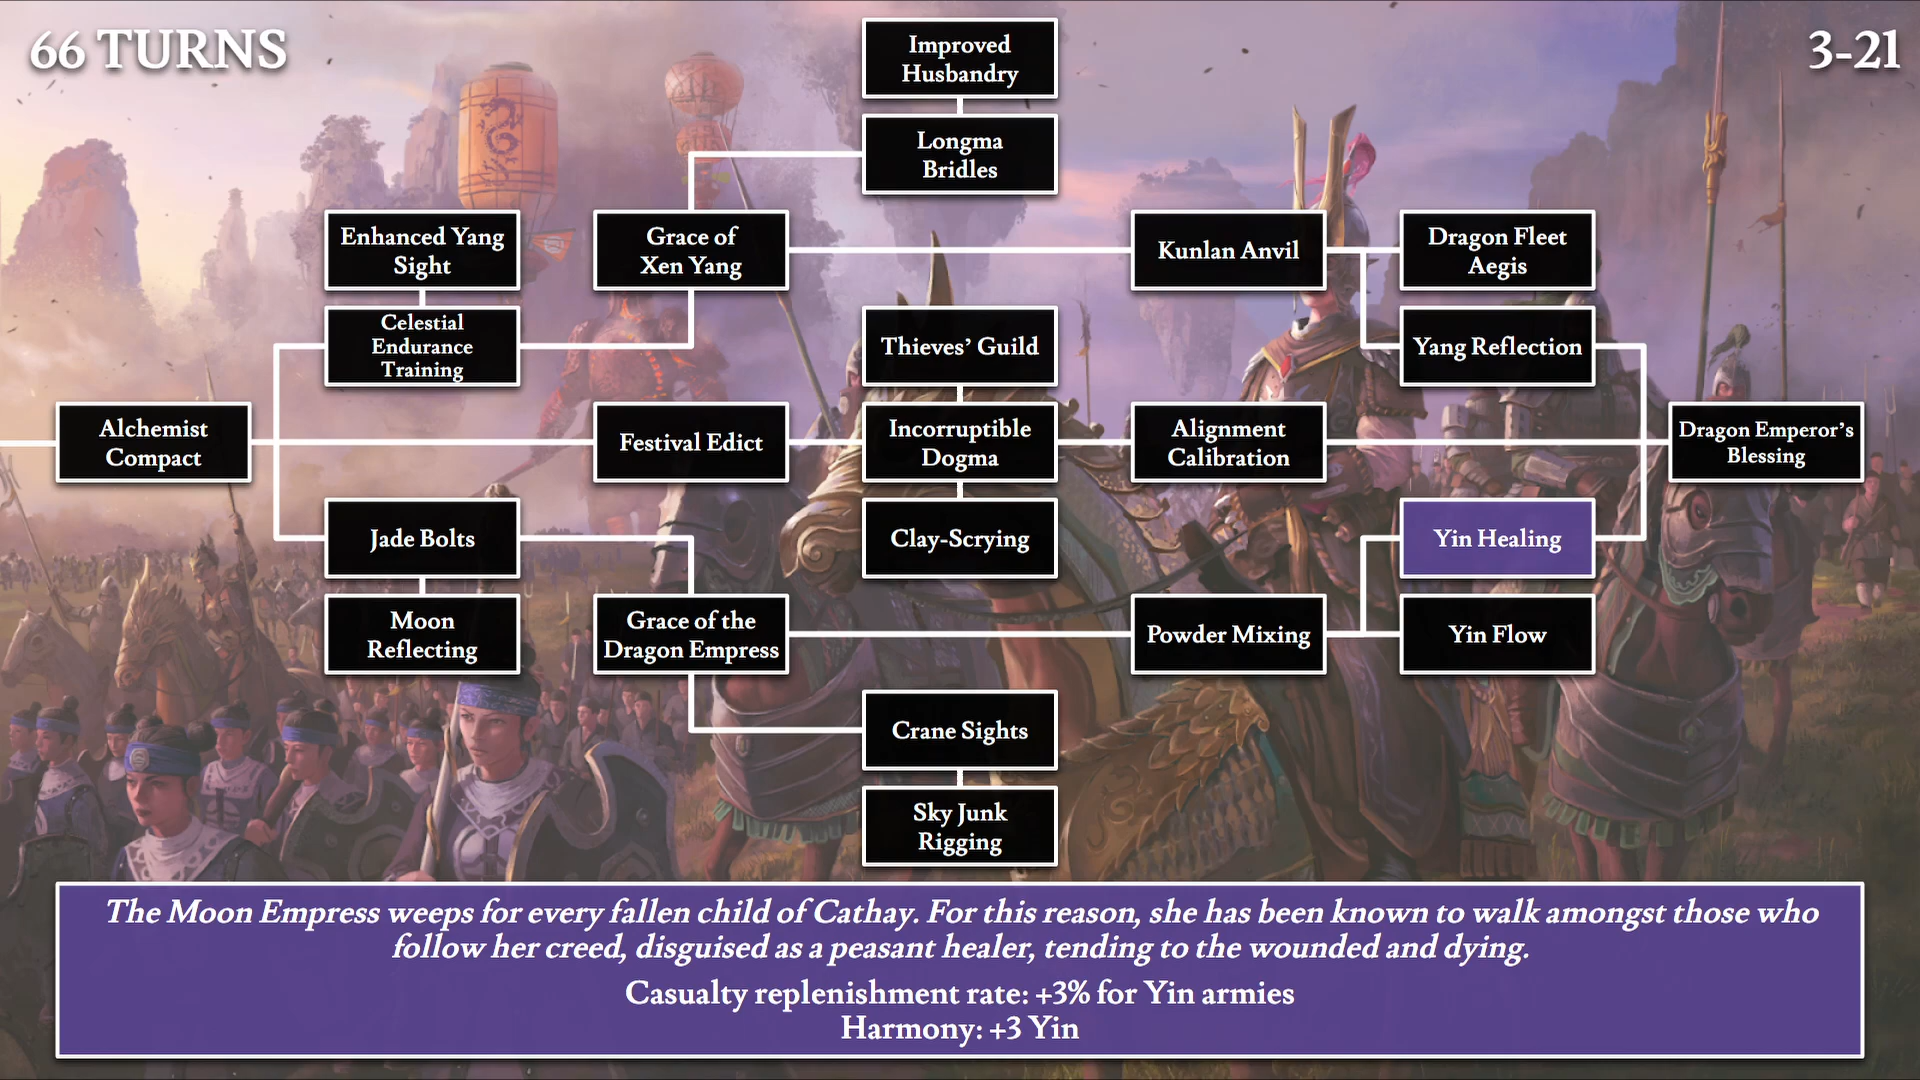 66 TURNS
3-21
Improved
Husbandry
Longma
Bridles
Enhanced Yang
Sight
Grace of
Xen Yang
Kunlan Anvil
Dragon Fleet
Aegis
Celestial
Endurance
Training
Thieves' Guild
Yang Reflection
Alchemist
Compact
Festival Edict
Incorruptible
Dogma
Alignment
Calibration
Dragon Emperor's
Blessing
Jade Bolts
Clay-Scrying
Yin Healing
Moon
Reflecting
Grace of the
Dragon Empress
Powder Mixing
Yin Flow
Crane Sights
Sky Junk
Rigging
The Moon Empress weeps for every fallen child of Cathay. For this reason, she has been known to walk amongst those who
follow her creed, disguised as a peasant healer, tending to the wounded and dying.
Casualty replenishment rate: +3% for Yin armies
Harmony: +3 Yin